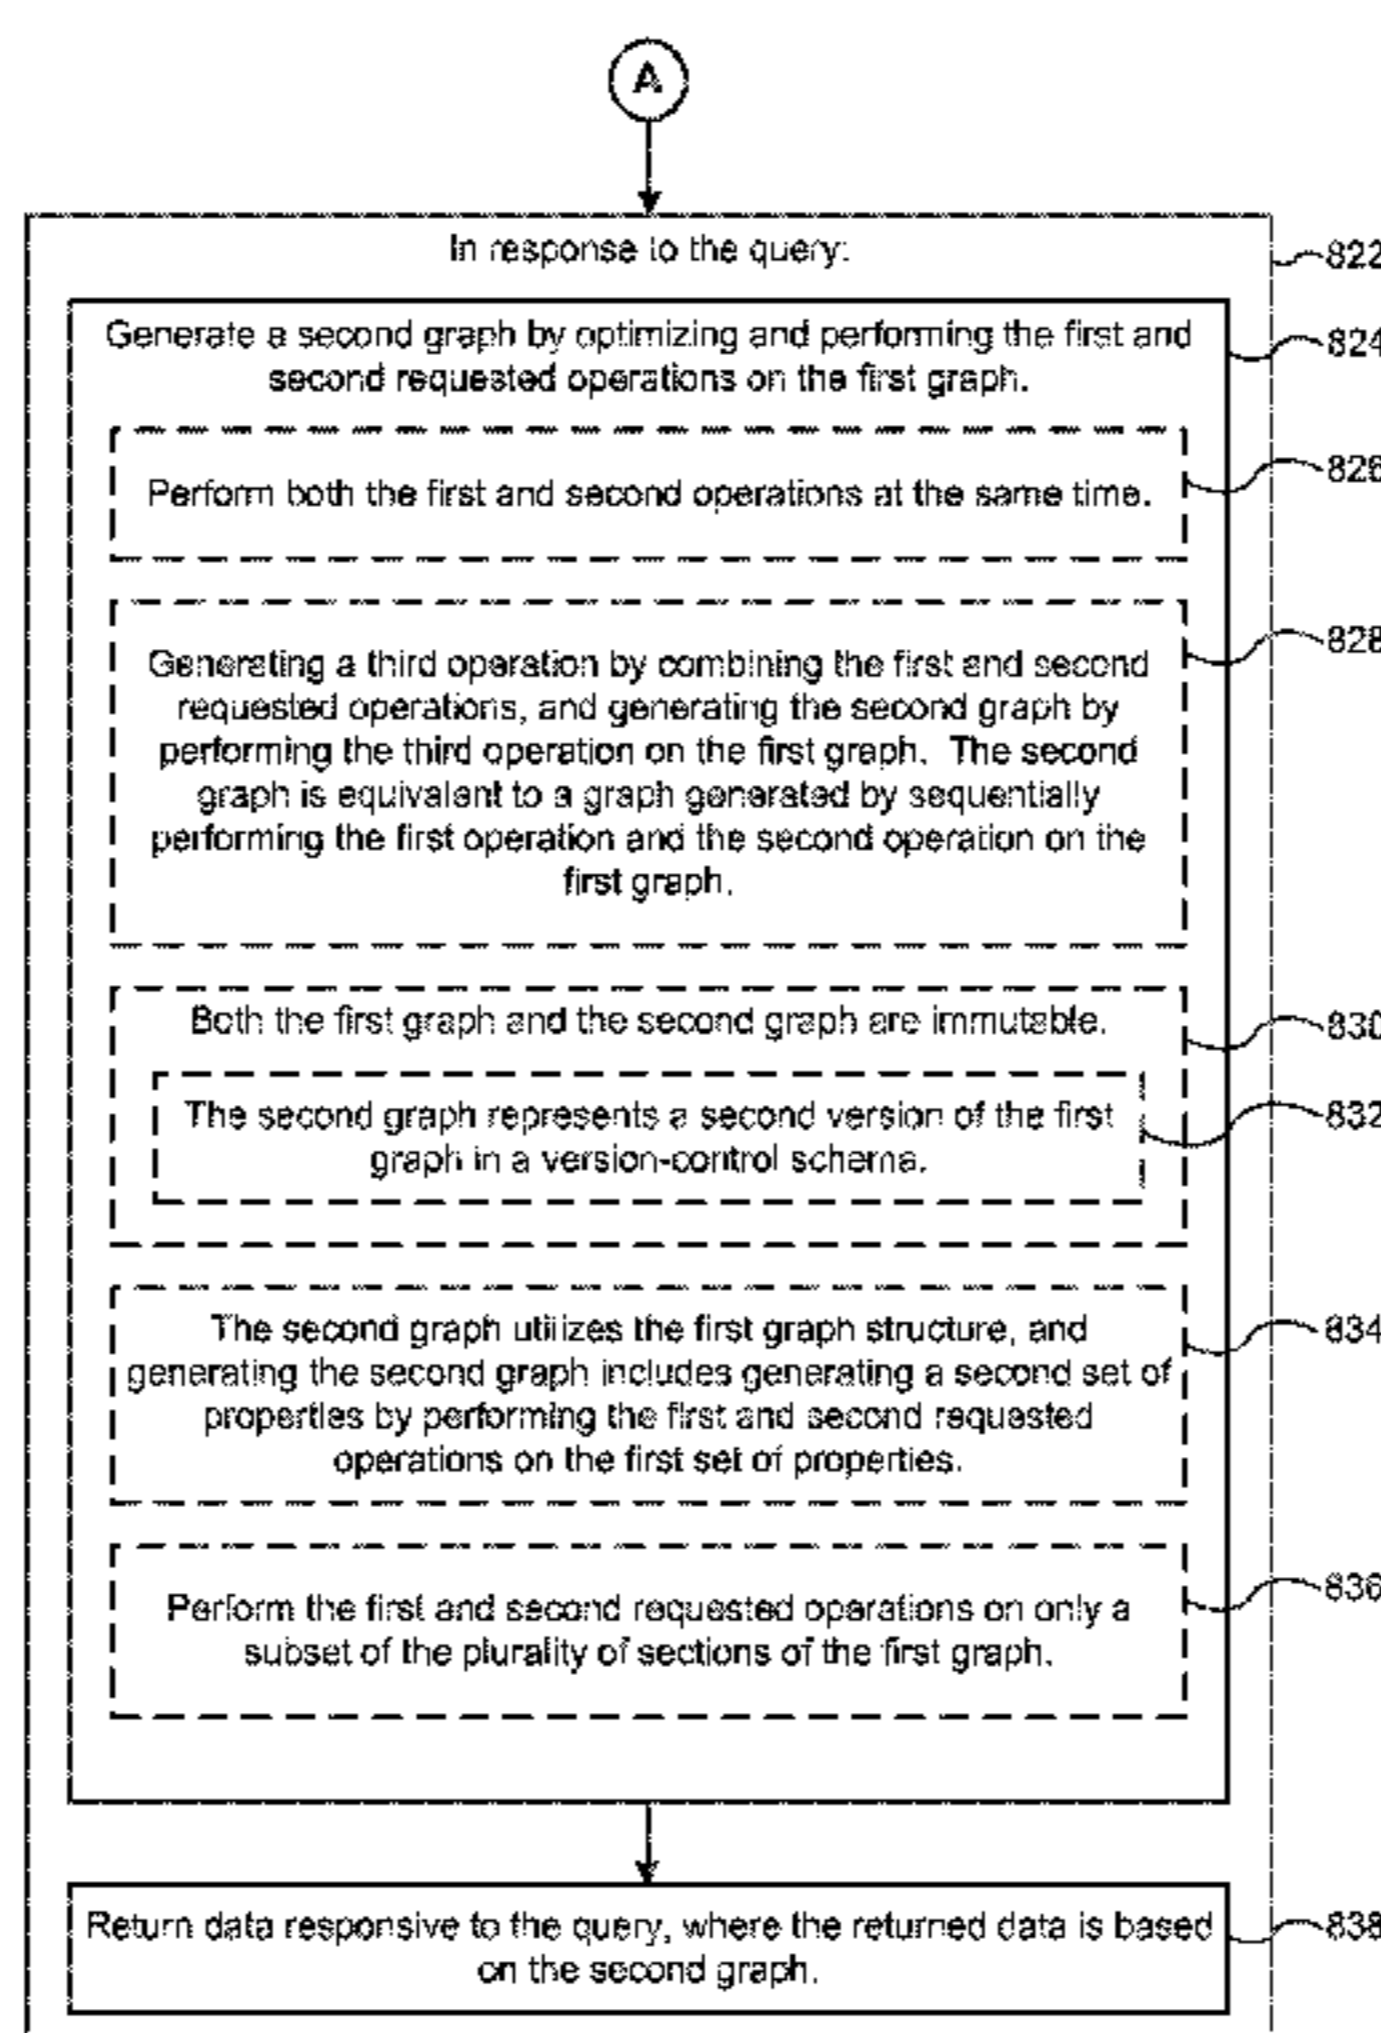 A
In response to the query:
822
Generate a second graph by optimizing and performing the first and
824
second requested operations on the first graph.
826
Perform both the first and second operations at the same time.
828
Generating a third operation by combining the first and second
requested operations, and generating the second graph by
performing the third operation on the first graph. The second
graph is equivalent to a graph generated by sequentially
performing the first operation and the second operation on the
first graph.
Both the first graph and the second graph are immutable.
830
The second graph represents a second version of the first
832
graph in a version-control schema.
The second graph utilizes the first graph structure, and
834
generating the second graph includes generating a second set of
properties by performing the first and second requested
operations on the first set of properties.
836
Perform the first and second requested operations on only a
subset of the plurality of sections of the first graph.
Return data responsive to the query, where the returned data is based
838
on the second graph.